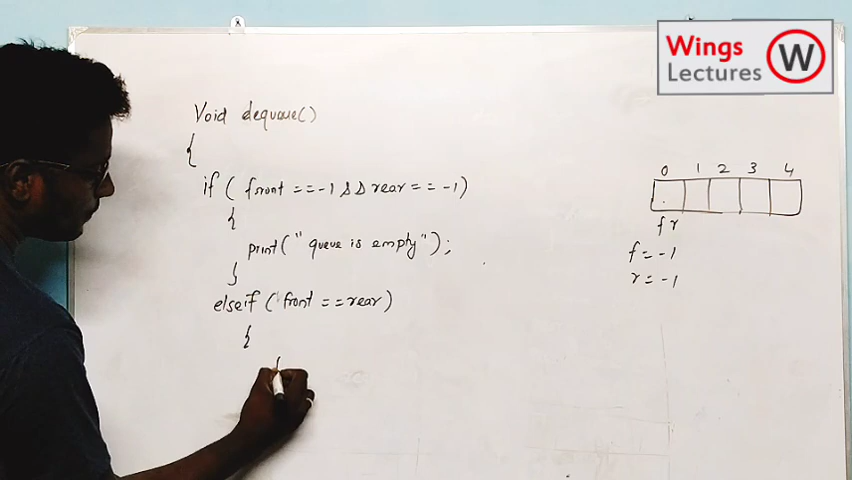 Wings
Lectures
W
Void dequeue()
{
if ( front == -1 && rear == -1)
{
print(" queue is empty");
}
elseif ( front == rear)
{
0 1 2 3 4
f r
f = -1
r = -1